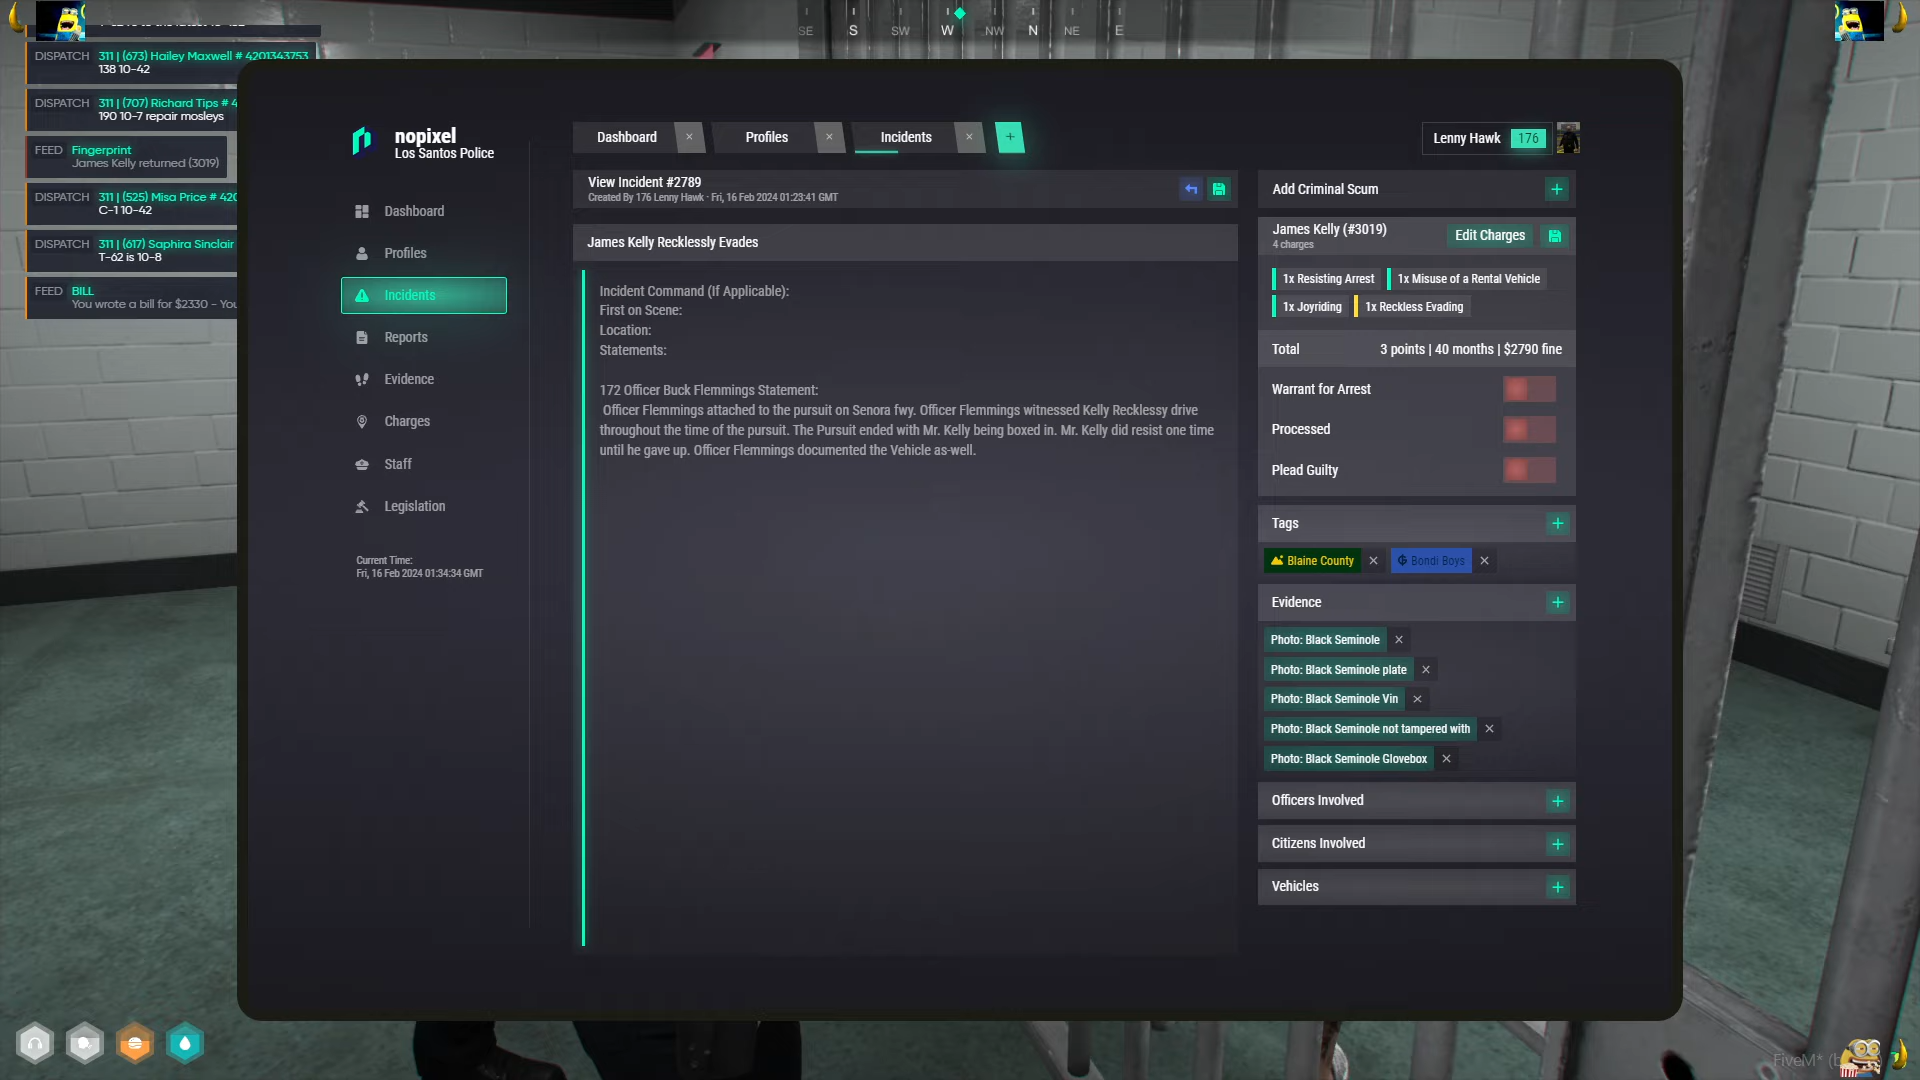 SE S SW W NW N NE E
DISPATCH 311 | (673) Hailey Maxwell # 4201343753
138 10-42
DISPATCH 311 | (707) Richard Tips # 4
190 10-7 repair mosleys
FEED Fingerprint
James Kelly returned (3019)
DISPATCH 311 | (525) Misa Price # 420
C-1 10-42
DISPATCH 311 | (617) Saphira Sinclair
T-62 is 10-8
FEED BILL
You wrote a bill for $2330 - You
nopixel
Los Santos Police
Dashboard
Profiles
Incidents
Reports
Evidence
Charges
Staff
Legislation
Current Time:
Fri, 16 Feb 2024 01:34:34 GMT
Dashboard × Profiles × Incidents × +
Lenny Hawk 176
View Incident #2789
Created By 176 Lenny Hawk · Fri, 16 Feb 2024 01:23:41 GMT
James Kelly Recklessly Evades
Incident Command (If Applicable):
First on Scene:
Location:
Statements:
172 Officer Buck Flemmings Statement:
Officer Flemmings attached to the pursuit on Senora fwy. Officer Flemmings witnessed Kelly Recklessy drive
throughout the time of the pursuit. The Pursuit ended with Mr. Kelly being boxed in. Mr. Kelly did resist one time
until he gave up. Officer Flemmings documented the Vehicle as-well.
Add Criminal Scum +
James Kelly (#3019) Edit Charges
4 charges
1x Resisting Arrest 1x Misuse of a Rental Vehicle
1x Joyriding 1x Reckless Evading
Total 3 points | 40 months | $2790 fine
Warrant for Arrest
Processed
Plead Guilty
Tags +
Blaine County × Bondi Boys ×
Evidence +
Photo: Black Seminole ×
Photo: Black Seminole plate ×
Photo: Black Seminole Vin ×
Photo: Black Seminole not tampered with ×
Photo: Black Seminole Glovebox ×
Officers Involved +
Citizens Involved +
Vehicles +
FiveM*